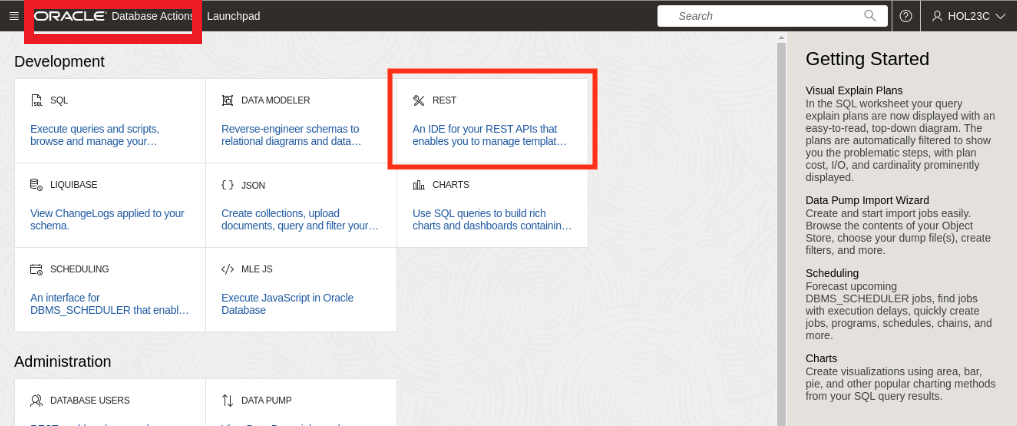 ORACLE Database Actions Launchpad Search HOL23C
Development
SQL
Execute queries and scripts,
browse and manage your…
DATA MODELER
Reverse-engineer schemas to
relational diagrams and data…
REST
An IDE for your REST APIs that
enables you to manage templat…
LIQUIBASE
View ChangeLogs applied to your
schema.
JSON
Create collections, upload
documents, query and filter your…
CHARTS
Use SQL queries to build rich
charts and dashboards containin…
SCHEDULING
An interface for
DBMS_SCHEDULER that enabl…
MLE JS
Execute JavaScript in Oracle
Database
Administration
DATABASE USERS
DATA PUMP
Getting Started
Visual Explain Plans
In the SQL worksheet your query
explain plans are now displayed with an
easy-to-read, top-down diagram. The
plans are automatically filtered to show
you the problematic steps, with plan
cost, I/O, and cardinality prominently
displayed.
Data Pump Import Wizard
Create and start import jobs easily.
Browse the contents of your Object
Store, choose your dump file(s), create
filters, and more.
Scheduling
Forecast upcoming
DBMS_SCHEDULER jobs, find jobs
with execution delays, quickly create
jobs, programs, schedules, chains, and
more.
Charts
Create visualizations using area, bar,
pie, and other popular charting methods
from your SQL query results.